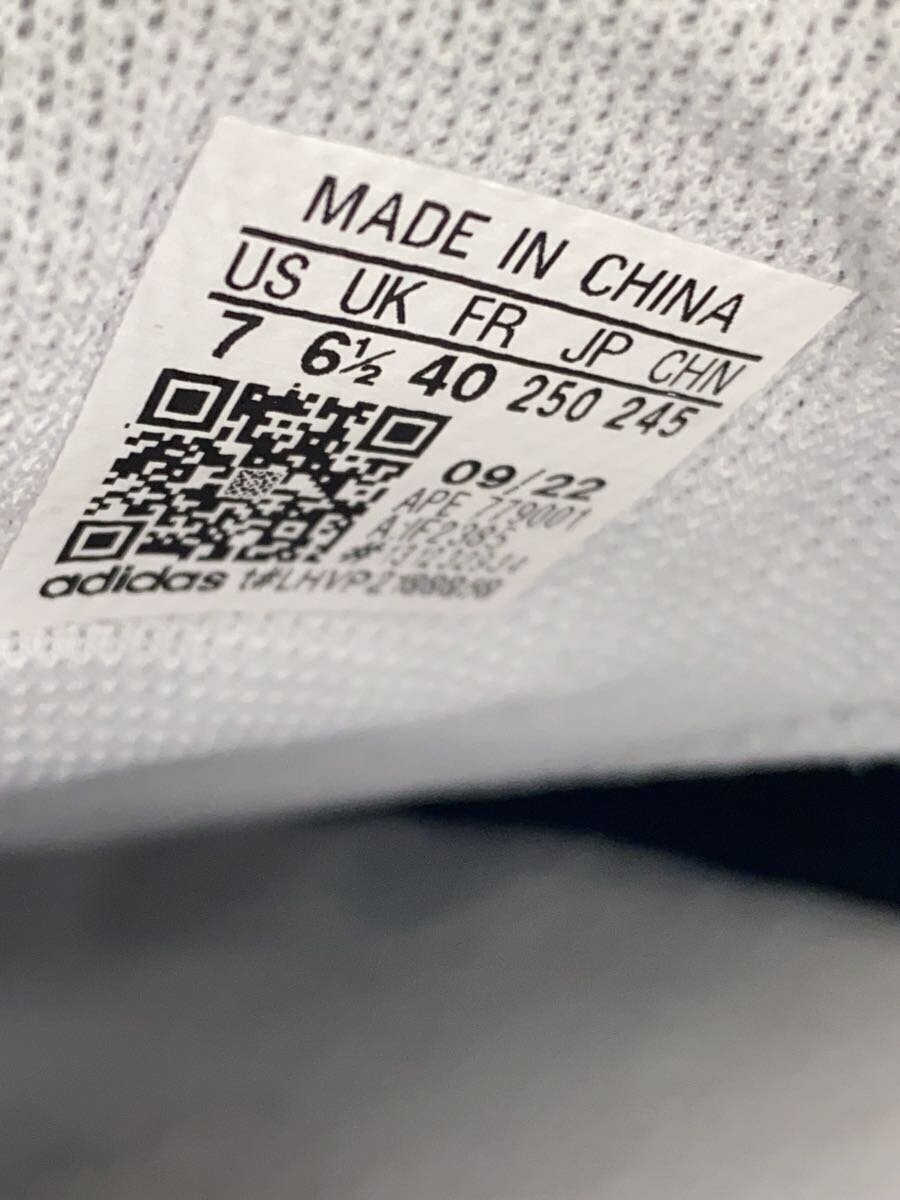 MADE IN CHINA
US UK FR JP CHN
7 6½ 40 250 245
09/22
APE 779001
A:IF2385
adidas